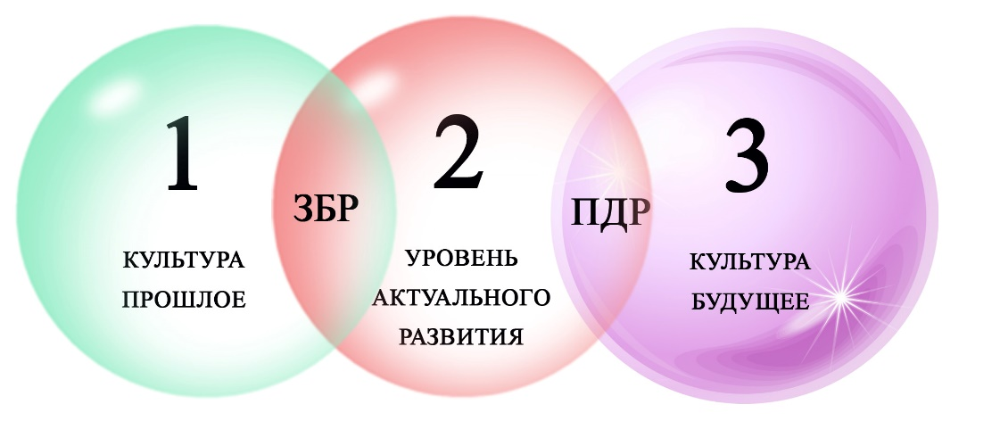 1
КУЛЬТУРА
ПРОШЛОЕ
ЗБР
2
УРОВЕНЬ
АКТУАЛЬНОГО
РАЗВИТИЯ
ПДР
3
КУЛЬТУРА
БУДУЩЕЕ